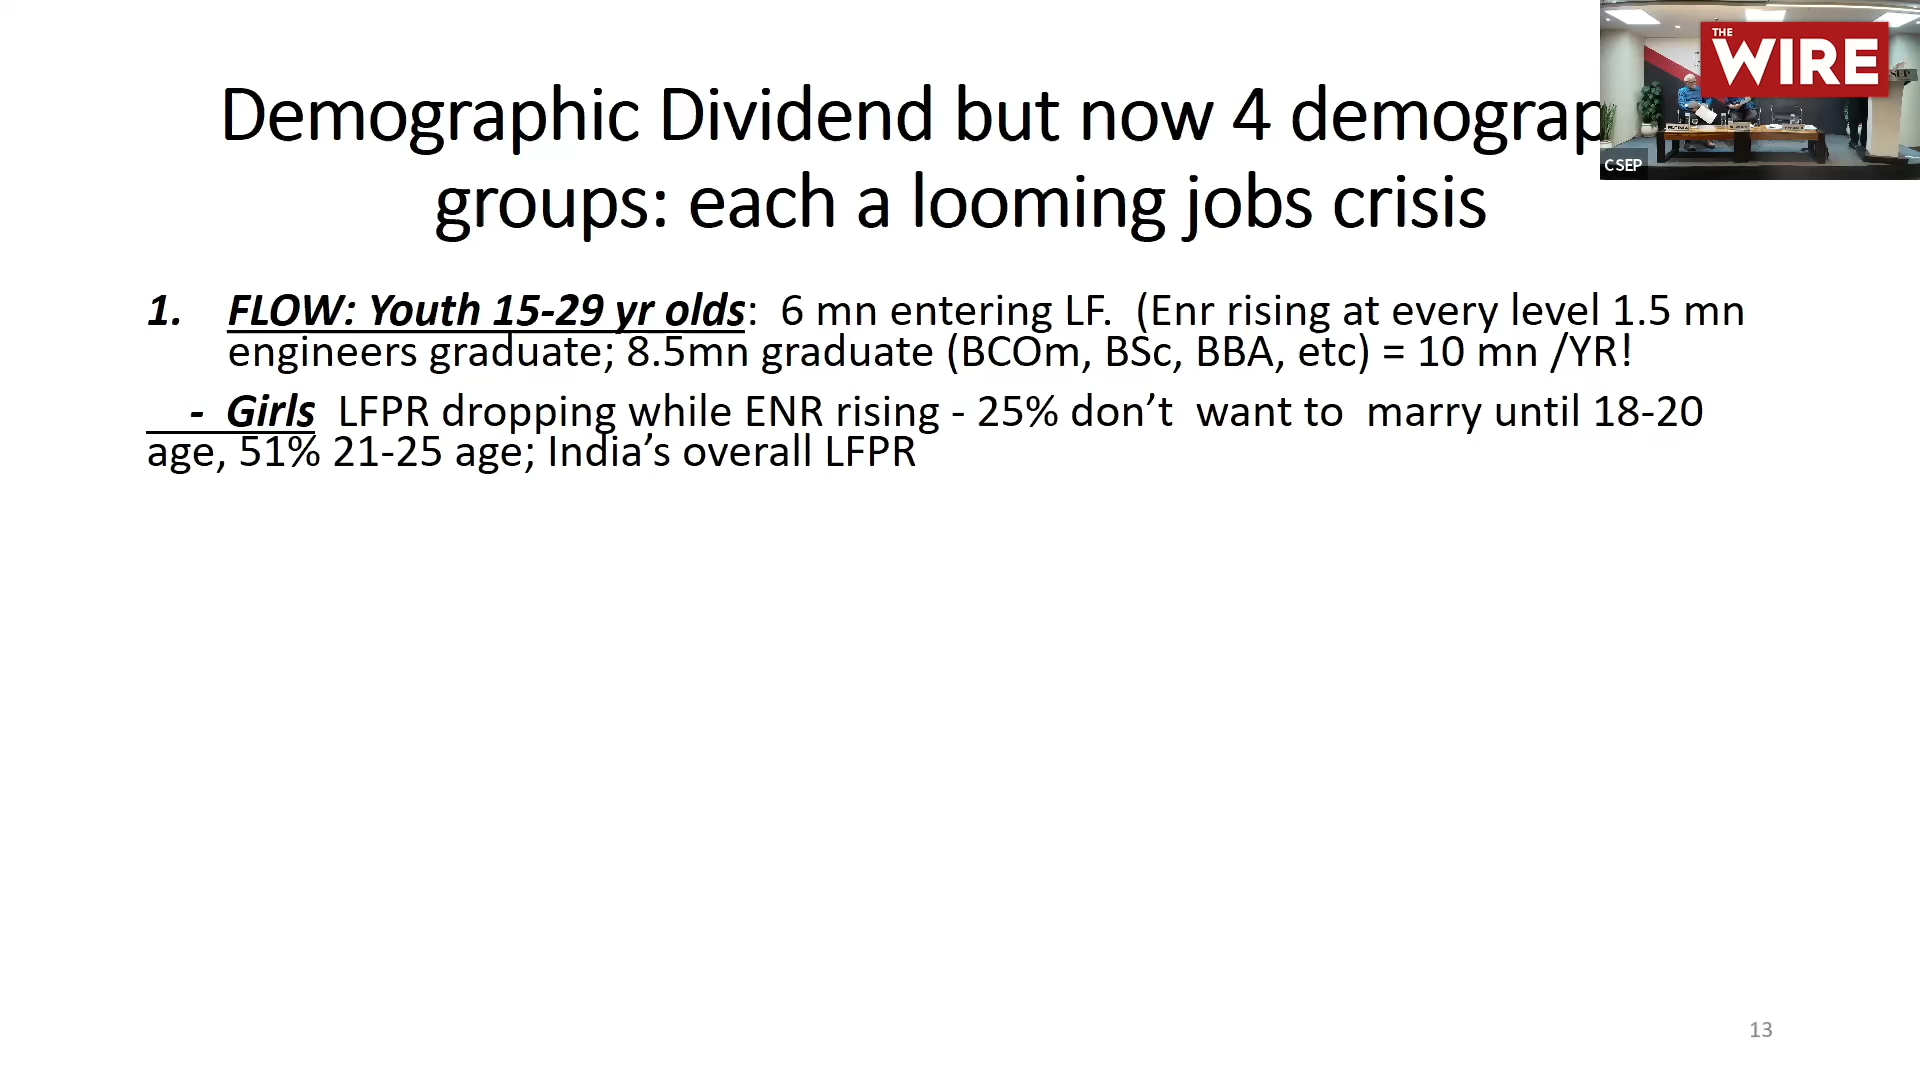 Demographic Dividend but now 4 demograp
groups: each a looming jobs crisis
THE
WIRE
CSEP
1. FLOW: Youth 15-29 yr olds: 6 mn entering LF. (Enr rising at every level 1.5 mn
engineers graduate; 8.5mn graduate (BCOm, BSc, BBA, etc) = 10 mn /YR!
- Girls LFPR dropping while ENR rising - 25% don’t want to marry until 18-20
age, 51% 21-25 age; India’s overall LFPR
13